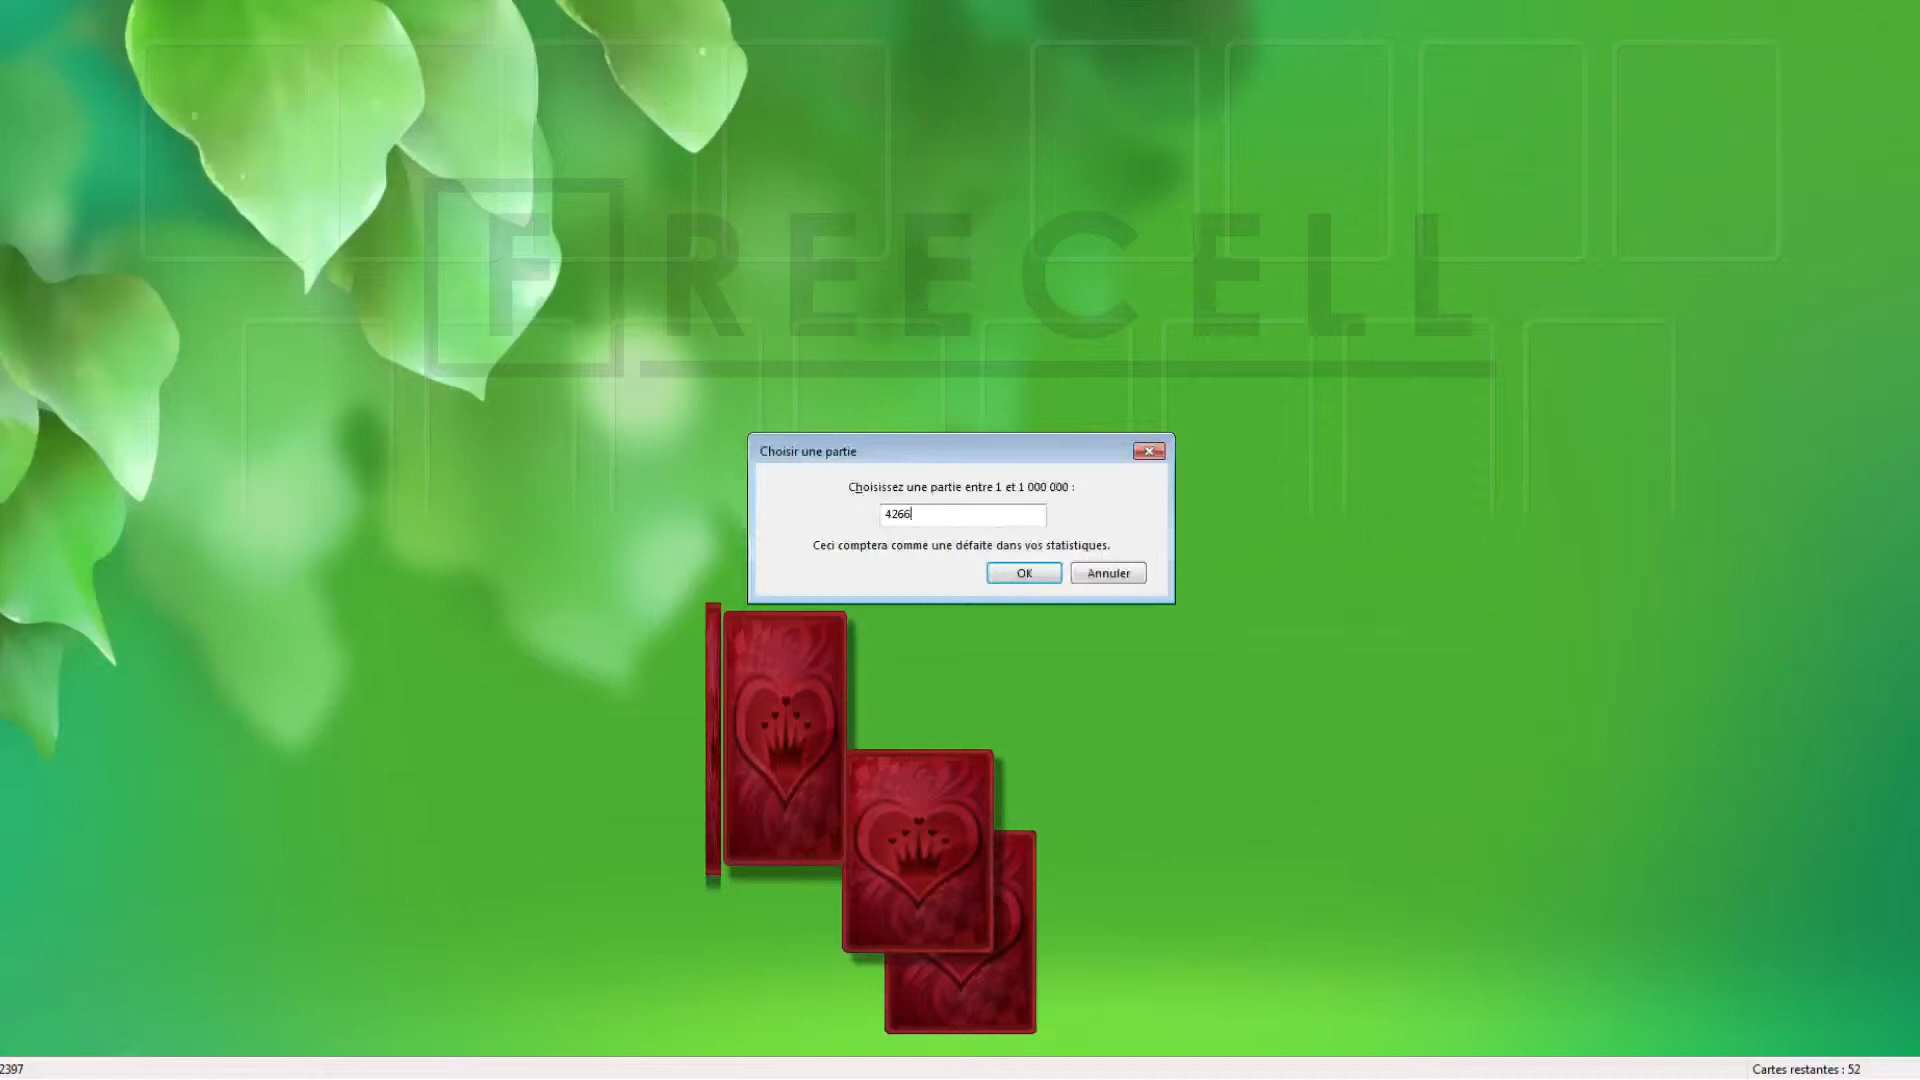 FREECELL
Choisir une partie
Choisissez une partie entre 1 et 1 000 000 :
4266
Ceci comptera comme une défaite dans vos statistiques.
OK
Annuler
2397
Cartes restantes : 52